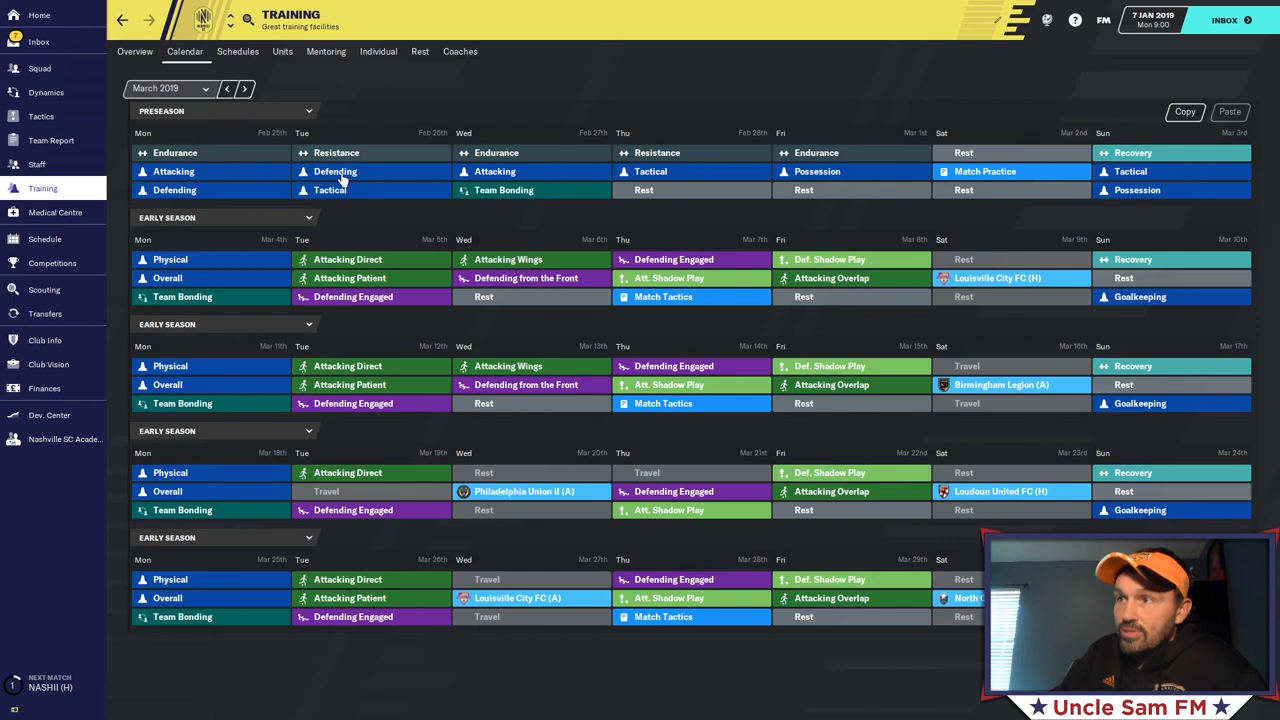 Home
TRAINING
Great training facilities
FM
7 JAN 2019
Mon 9:00
INBOX
7
Inbox
Squad
Dynamics
Tactics
Team Report
Staff
Training
Medical Centre
Schedule
Competitions
Scouting
Transfers
Club Info
Club Vision
Finances
Dev. Center
Nashville SC Acade...
NEXT MATCH
1
NASHII (H)
Overview Calendar Schedules Units Mentoring Individual Rest Coaches
March 2019
PRESEASON
Copy Paste
Mon Feb 25th Tue Feb 26th Wed Feb 27th Thu Feb 28th Fri Mar 1st Sat Mar 2nd Sun Mar 3rd
Endurance Resistance Endurance Resistance Endurance Rest Recovery
Attacking Defending Attacking Tactical Possession Match Practice Tactical
Defending Tactical Team Bonding Rest Rest Rest Possession
EARLY SEASON
Mon Mar 4th Tue Mar 5th Wed Mar 6th Thu Mar 7th Fri Mar 8th Sat Mar 9th Sun Mar 10th
Physical Attacking Direct Attacking Wings Defending Engaged Def. Shadow Play Rest Recovery
Overall Attacking Patient Defending from the Front Att. Shadow Play Attacking Overlap Louisville City FC (H) Rest
Team Bonding Defending Engaged Rest Match Tactics Rest Rest Goalkeeping
EARLY SEASON
Mon Mar 11th Tue Mar 12th Wed Mar 13th Thu Mar 14th Fri Mar 15th Sat Mar 16th Sun Mar 17th
Physical Attacking Direct Attacking Wings Defending Engaged Def. Shadow Play Travel Recovery
Overall Attacking Patient Defending from the Front Att. Shadow Play Attacking Overlap Birmingham Legion (A) Rest
Team Bonding Defending Engaged Rest Match Tactics Rest Travel Goalkeeping
EARLY SEASON
Mon Mar 18th Tue Mar 19th Wed Mar 20th Thu Mar 21st Fri Mar 22nd Sat Mar 23rd Sun Mar 24th
Physical Attacking Direct Rest Travel Def. Shadow Play Rest Recovery
Overall Travel Philadelphia Union II (A) Defending Engaged Attacking Overlap Loudoun United FC (H) Rest
Team Bonding Defending Engaged Rest Att. Shadow Play Rest Rest Goalkeeping
EARLY SEASON
Mon Mar 25th Tue Mar 26th Wed Mar 27th Thu Mar 28th Fri Mar 29th Sat
Physical Attacking Direct Travel Defending Engaged Def. Shadow Play Rest
Overall Attacking Patient Louisville City FC (A) Att. Shadow Play Attacking Overlap North
Team Bonding Defending Engaged Travel Match Tactics Rest Rest
Uncle Sam FM